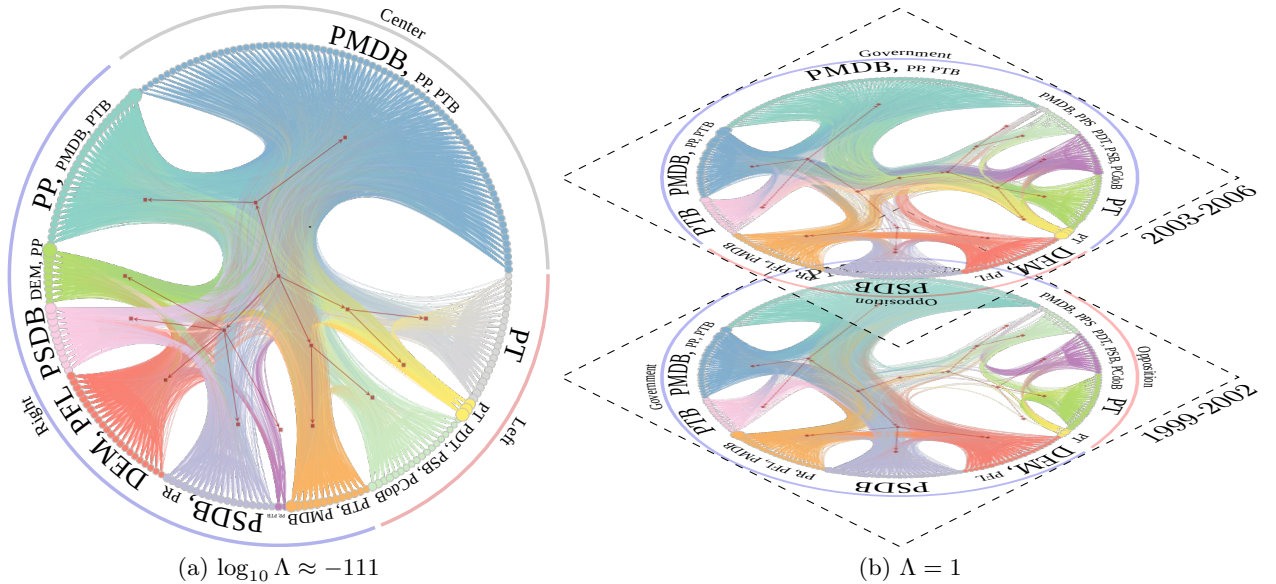 Center
PMDB, PP, PTB
PP, PMDB, PTB
DEM, PP
PSDB
DEM, PFL
PSDB, PR
PP, PTB
PTB, PMDB
PDT, PSB, PCdoB
PT
PT
Right
Left
(a) log₁₀ Λ ≈ −111
Government
PMDB, PP, PTB
PMDB, PPS
PDT, PSB, PCdoB
PMDB, PP, PTB
PTB
PT
PT
PR, PFL, PMDB
DEM, PFL
PSDB
Opposition
2003-2006
Government
PMDB, PP, PTB
PMDB, PPS
PDT, PSB, PCdoB
Opposition
PTB
PT
PT
PR, PFL, PMDB
DEM, PFL
PSDB
1999-2002
(b) Λ = 1